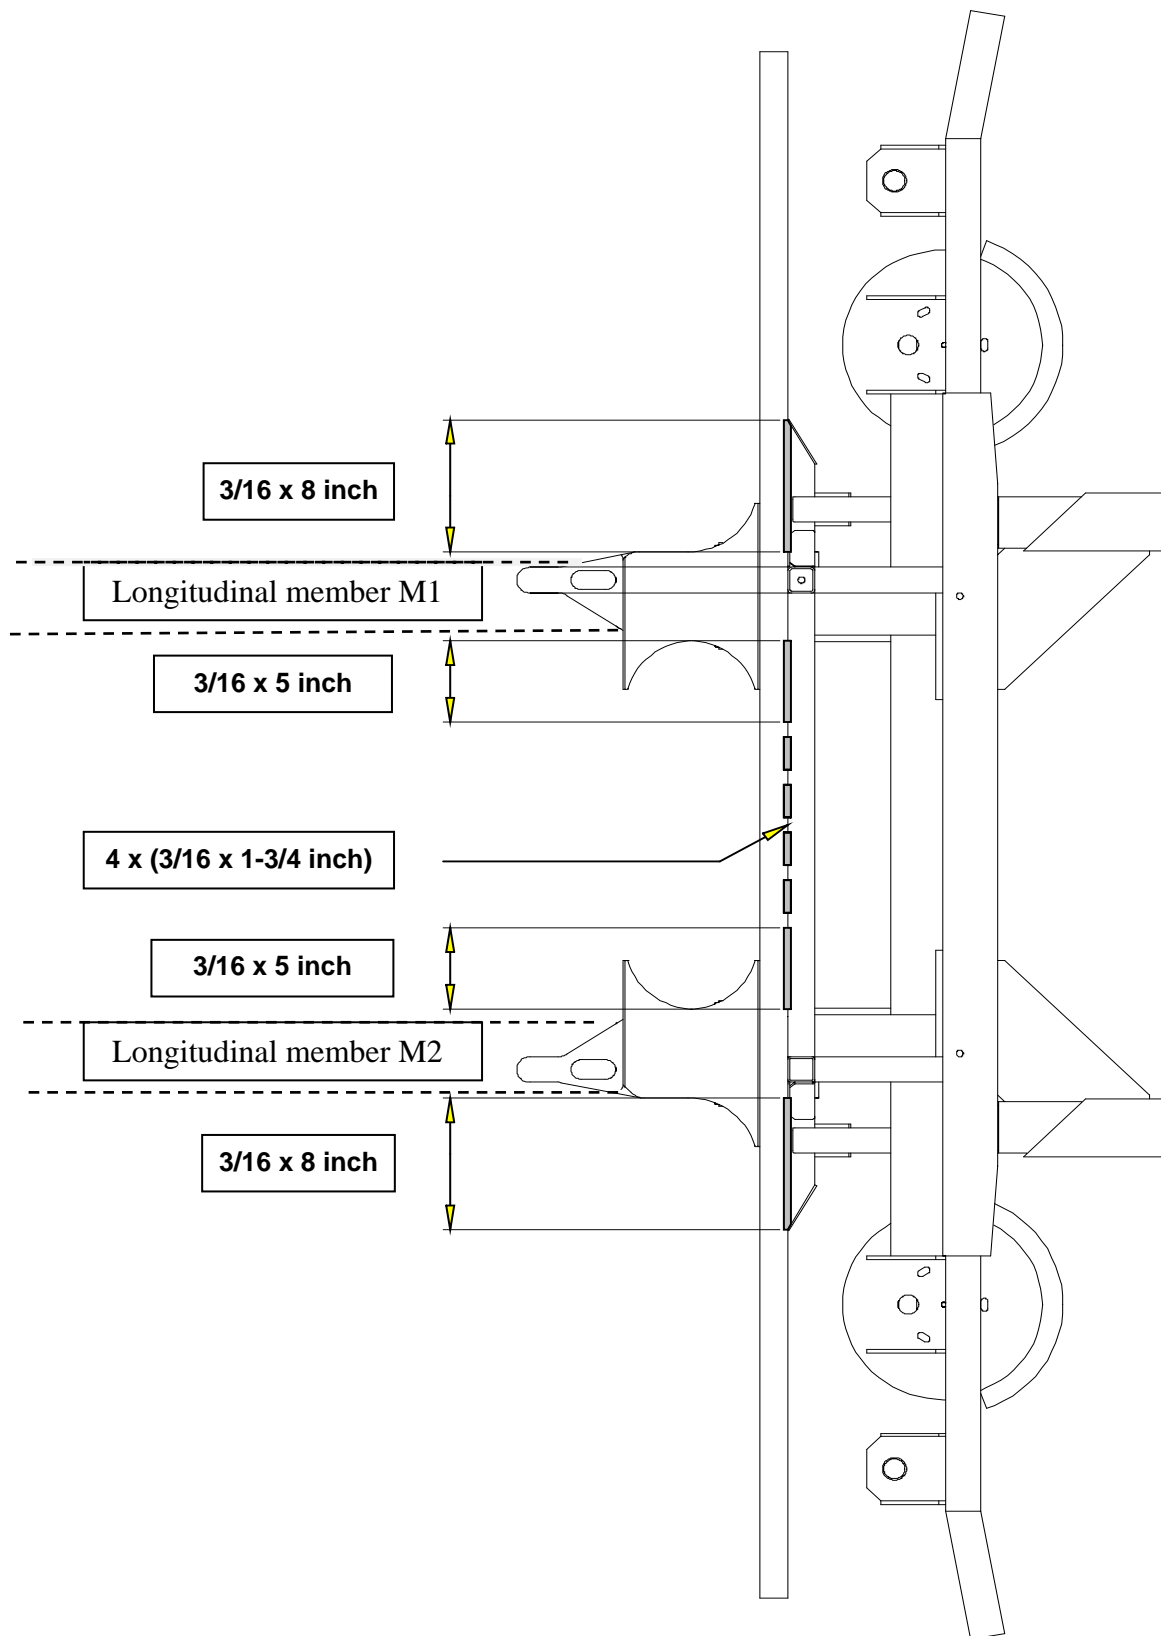 3/16 x 8 inch
Longitudinal member M1
3/16 x 5 inch
4 x (3/16 x 1-3/4 inch)
3/16 x 5 inch
Longitudinal member M2
3/16 x 8 inch